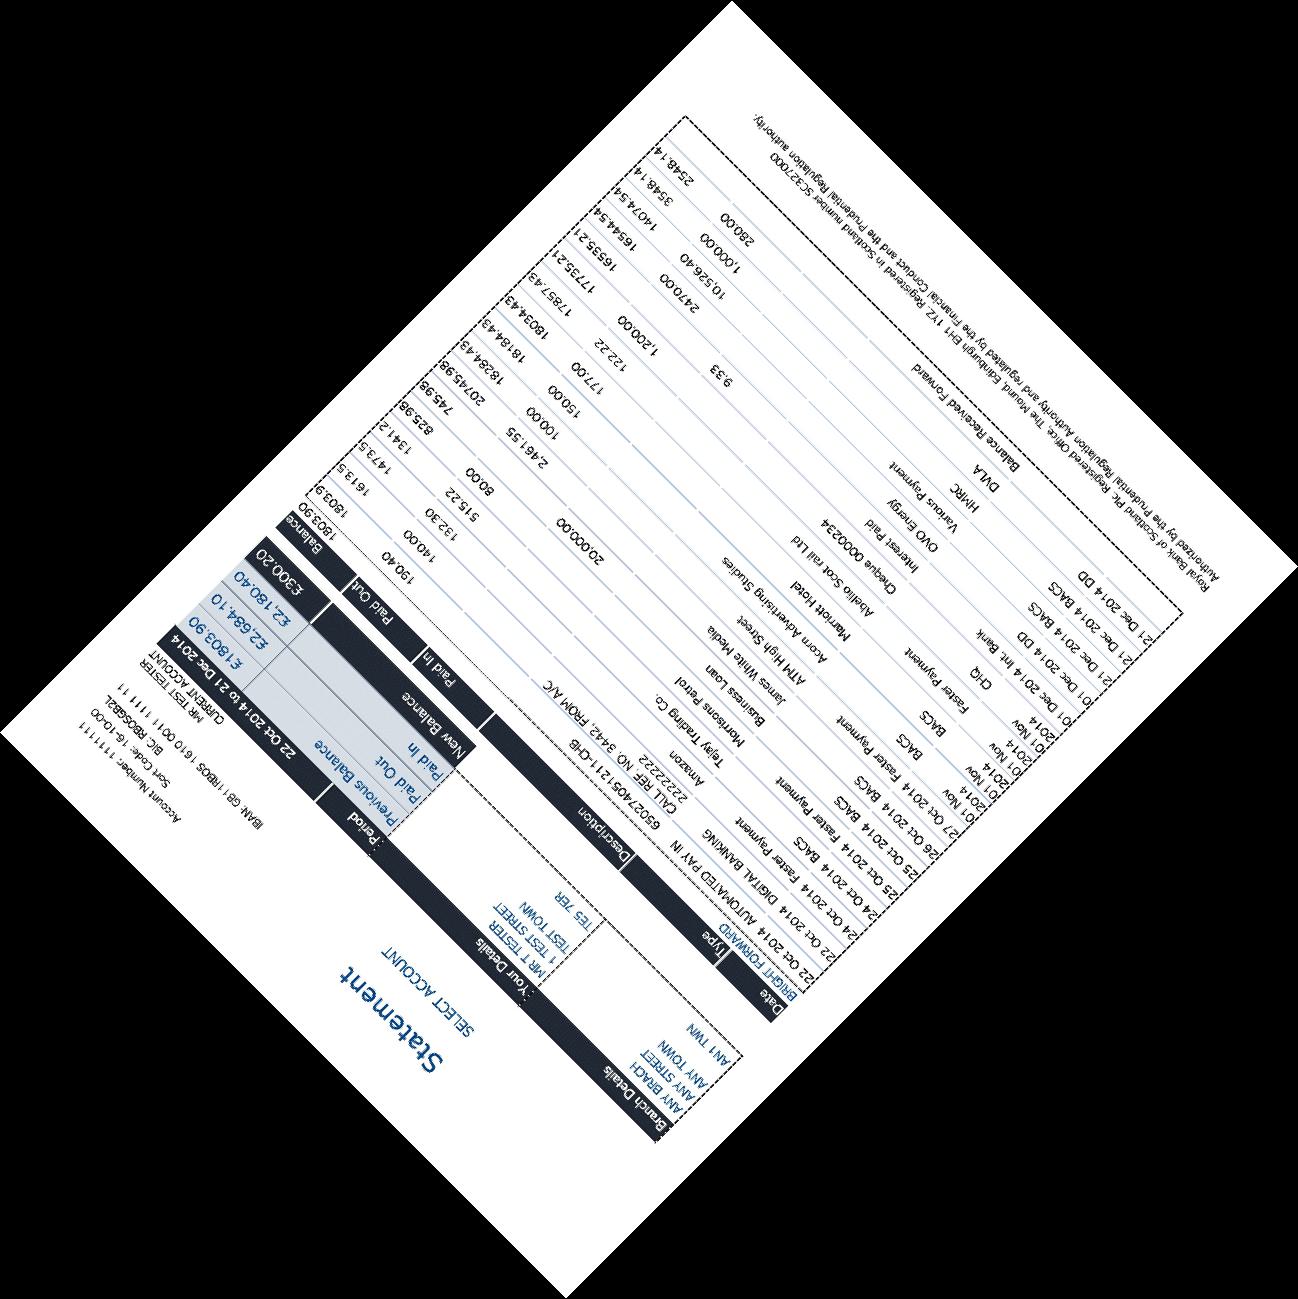 Statement
SELECT ACCOUNT
Account Number: 11111111
Sort Code: 16-10-00
BIC: RBOSGB2L
IBAN: GB11RBOS 1610 0011 1111 11
MR TEST TESTER
CURRENT ACCOUNT
Branch Details
ANY BRACH
ANY STREET
ANY TOWN
AN1 TWN
Your Details
MR T TESTER
1 TEST STREET
TEST TOWN
TES 7ER
Period 22 Oct 2014 to 21 Dec 2014
Previous Balance £1803.90
Paid Out £2,684.10
Paid In £2,180.40
New Balance £300.20
Date Type Description Paid In Paid Out Balance
BRIGHT FORWARD 1803.90
22 Oct 2014 AUTOMATED PAY IN 650274051211-CHB 1803.9
22 Oct 2014 DIGITAL BANKING CALL REF NO. 3442, FROM A/C 22222222 190.40 1613.5
24 Oct 2014 Faster Payment Amazon 140.00 1473.5
24 Oct 2014 BACS Tejay Trading Co. 132.30 1341.2
25 Oct 2014 Faster Payment Morrisons Petrol 515.22 825.98
25 Oct 2014 BACS Business Loan 80.00 745.98
26 Oct 2014 BACS James White Media 20,000.00 20745.98
27 Oct 2014 Faster Payment ATM High Street 2,461.55 18284.43
01 Nov 2014 BACS Acorn Advertising Studies 100.00 18184.43
01 Nov 2014 BACS Marriott Hotel 150.00 18034.43
01 Nov 2014 Faster Payment Abellio Scot rail Ltd 177.00 17857.43
01 Nov 2014 CHQ Cheque 0000234 122.22 17735.21
01 Dec 2014 Int. Bank Interest Paid 1,200.00 16535.21
01 Dec 2014 DD OVO Energy 9.33 16544.54
21 Dec 2014 BACS Various Payment 2470.00 14074.54
21 Dec 2014 BACS HMRC 10,526.40 3548.14
21 Dec 2014 DD DVLA 1,000.00 2548.14
Balance Received Forward 280.00
Royal Bank of Scotland Plc. Registered Office, The Mound, Edinburgh EH1 1YZ. Registered in Scotland number SC327000
Authorized by the Prudential Regulation Authority and regulated by the Financial Conduct and the Prudential Regulation authority.